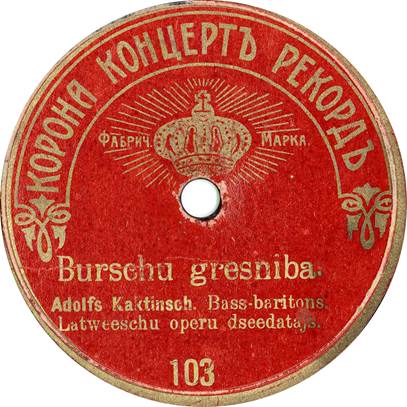 КОРОНА КОНЦЕРТЪ РЕКОРДЪ
ФАБРИЧ. МАРКА.
Burschu gresniba.
Adolfs Kaktinsch. Bass-baritons.
Latweeschu operu dseedatajs.
103